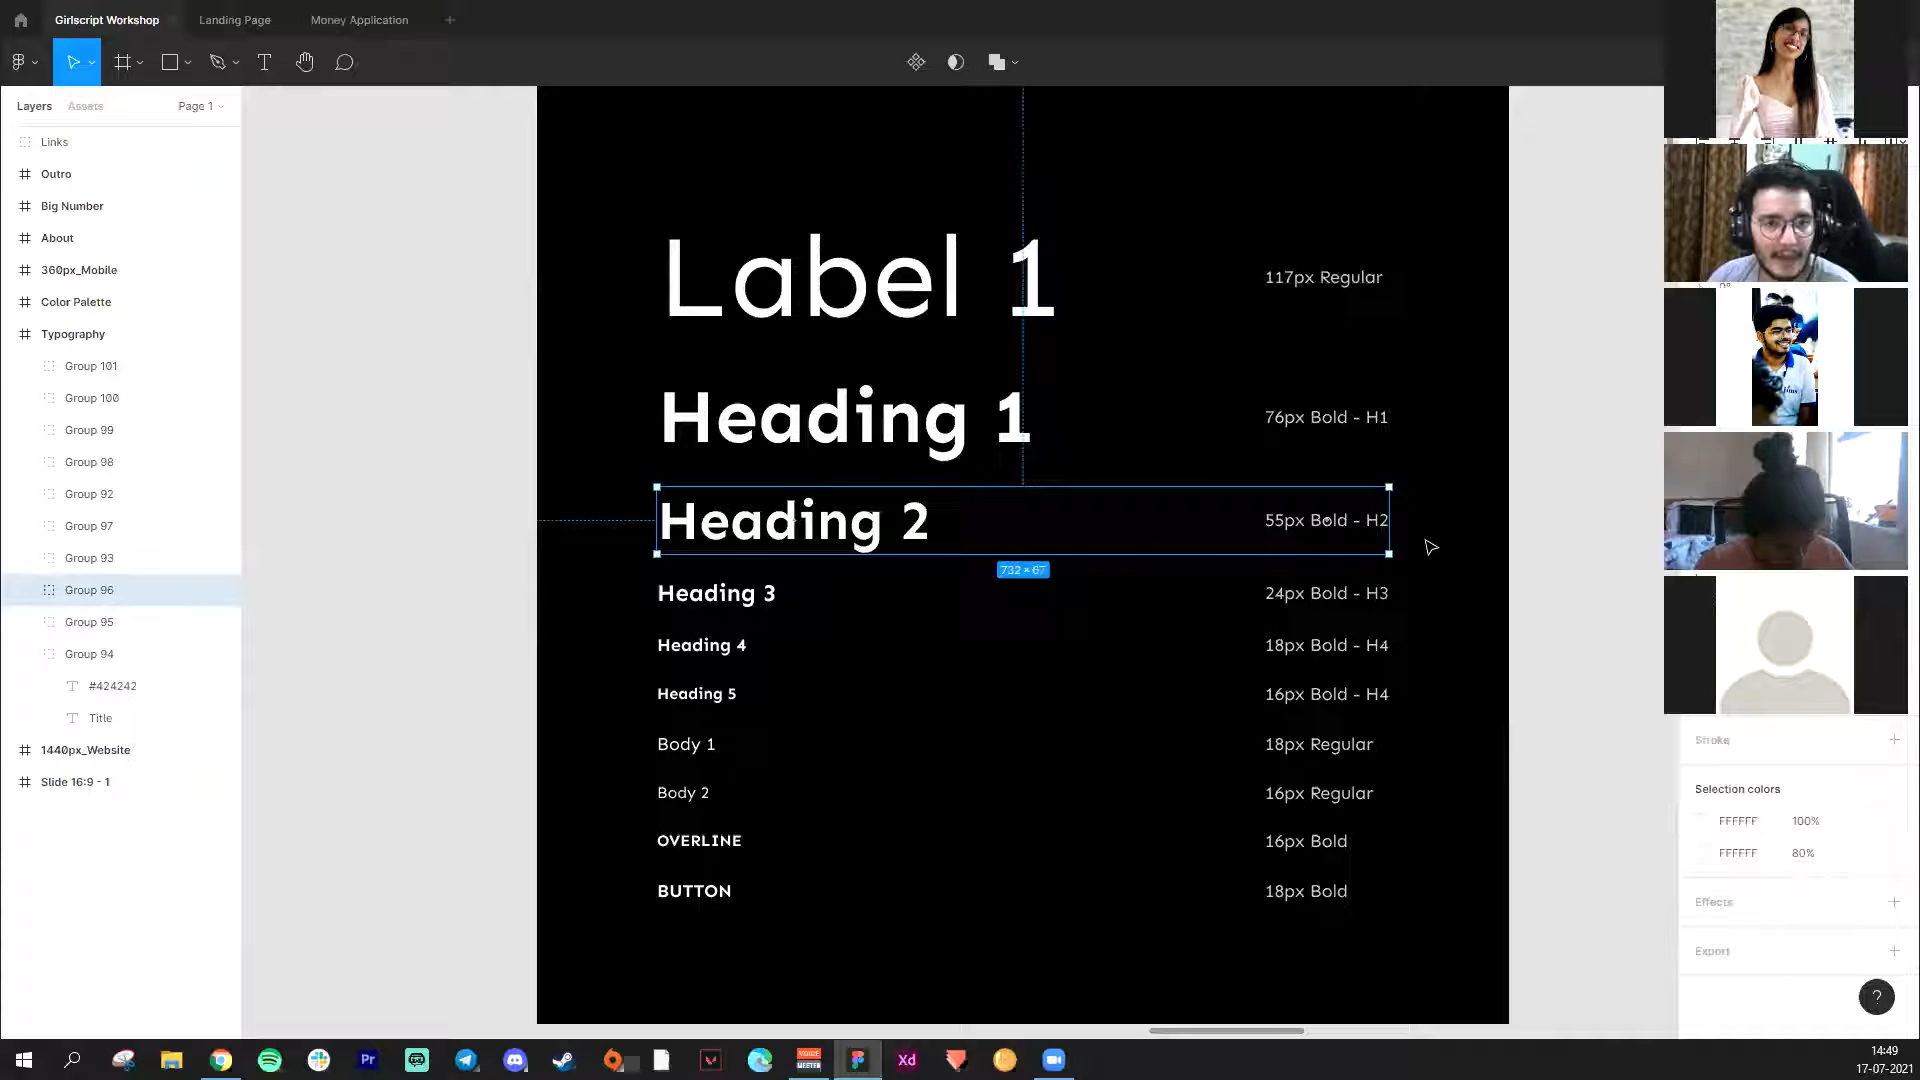 Girlscript Workshop
Landing Page
Money Application
Layers
Assets
Page 1
Links
Outro
Big Number
About
360px_Mobile
Color Palette
Typography
Group 101
Group 100
Group 99
Group 98
Group 92
Group 97
Group 93
Group 96
Group 95
Group 94
#424242
Title
1440px_Website
Slide 16:9 - 1
Label 1
117px Regular
Heading 1
76px Bold - H1
Heading 2
55px Bold - H2
732 × 67
Heading 3
24px Bold - H3
Heading 4
18px Bold - H4
Heading 5
16px Bold - H4
Body 1
18px Regular
Body 2
16px Regular
OVERLINE
16px Bold
BUTTON
18px Bold
Stroke
Selection colors
FFFFFF 100%
FFFFFF 80%
Effects
Export
?
Pr
Xd
14:49
17-07-2021